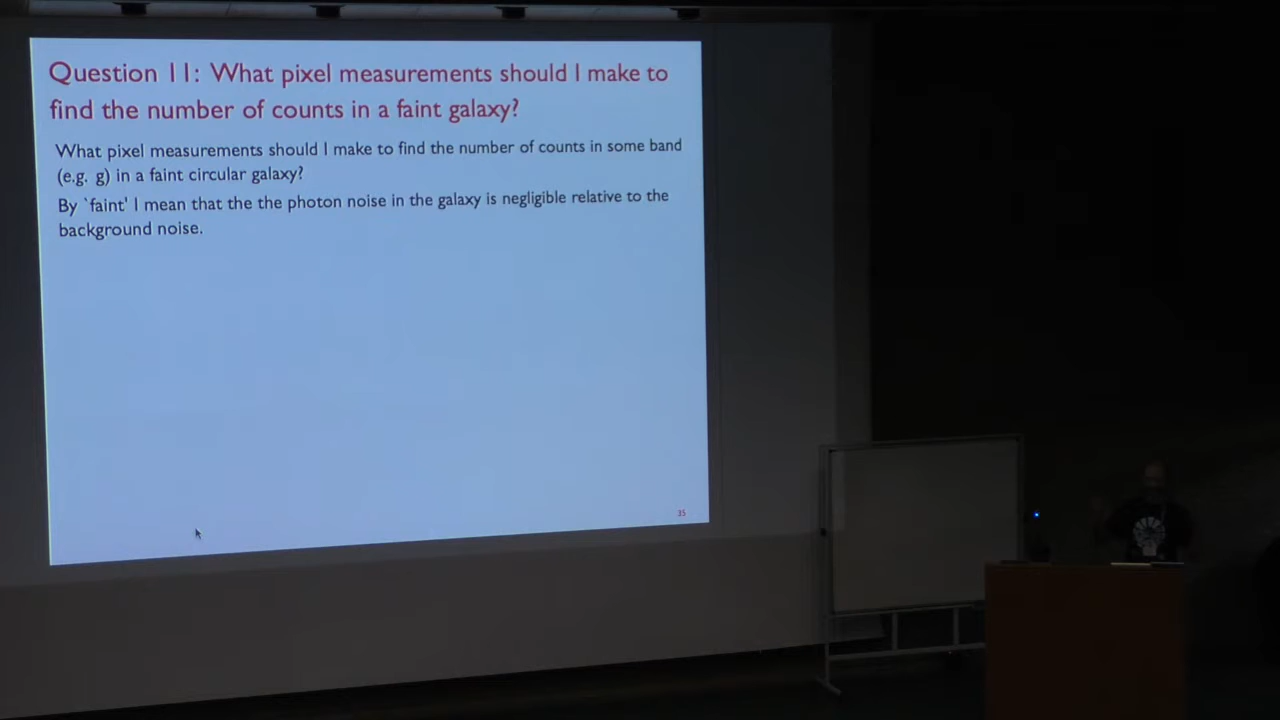 Question 11: What pixel measurements should I make to
find the number of counts in a faint galaxy?
What pixel measurements should I make to find the number of counts in some band
(e.g. g) in a faint circular galaxy?
By `faint' I mean that the the photon noise in the galaxy is negligible relative to the
background noise.
35